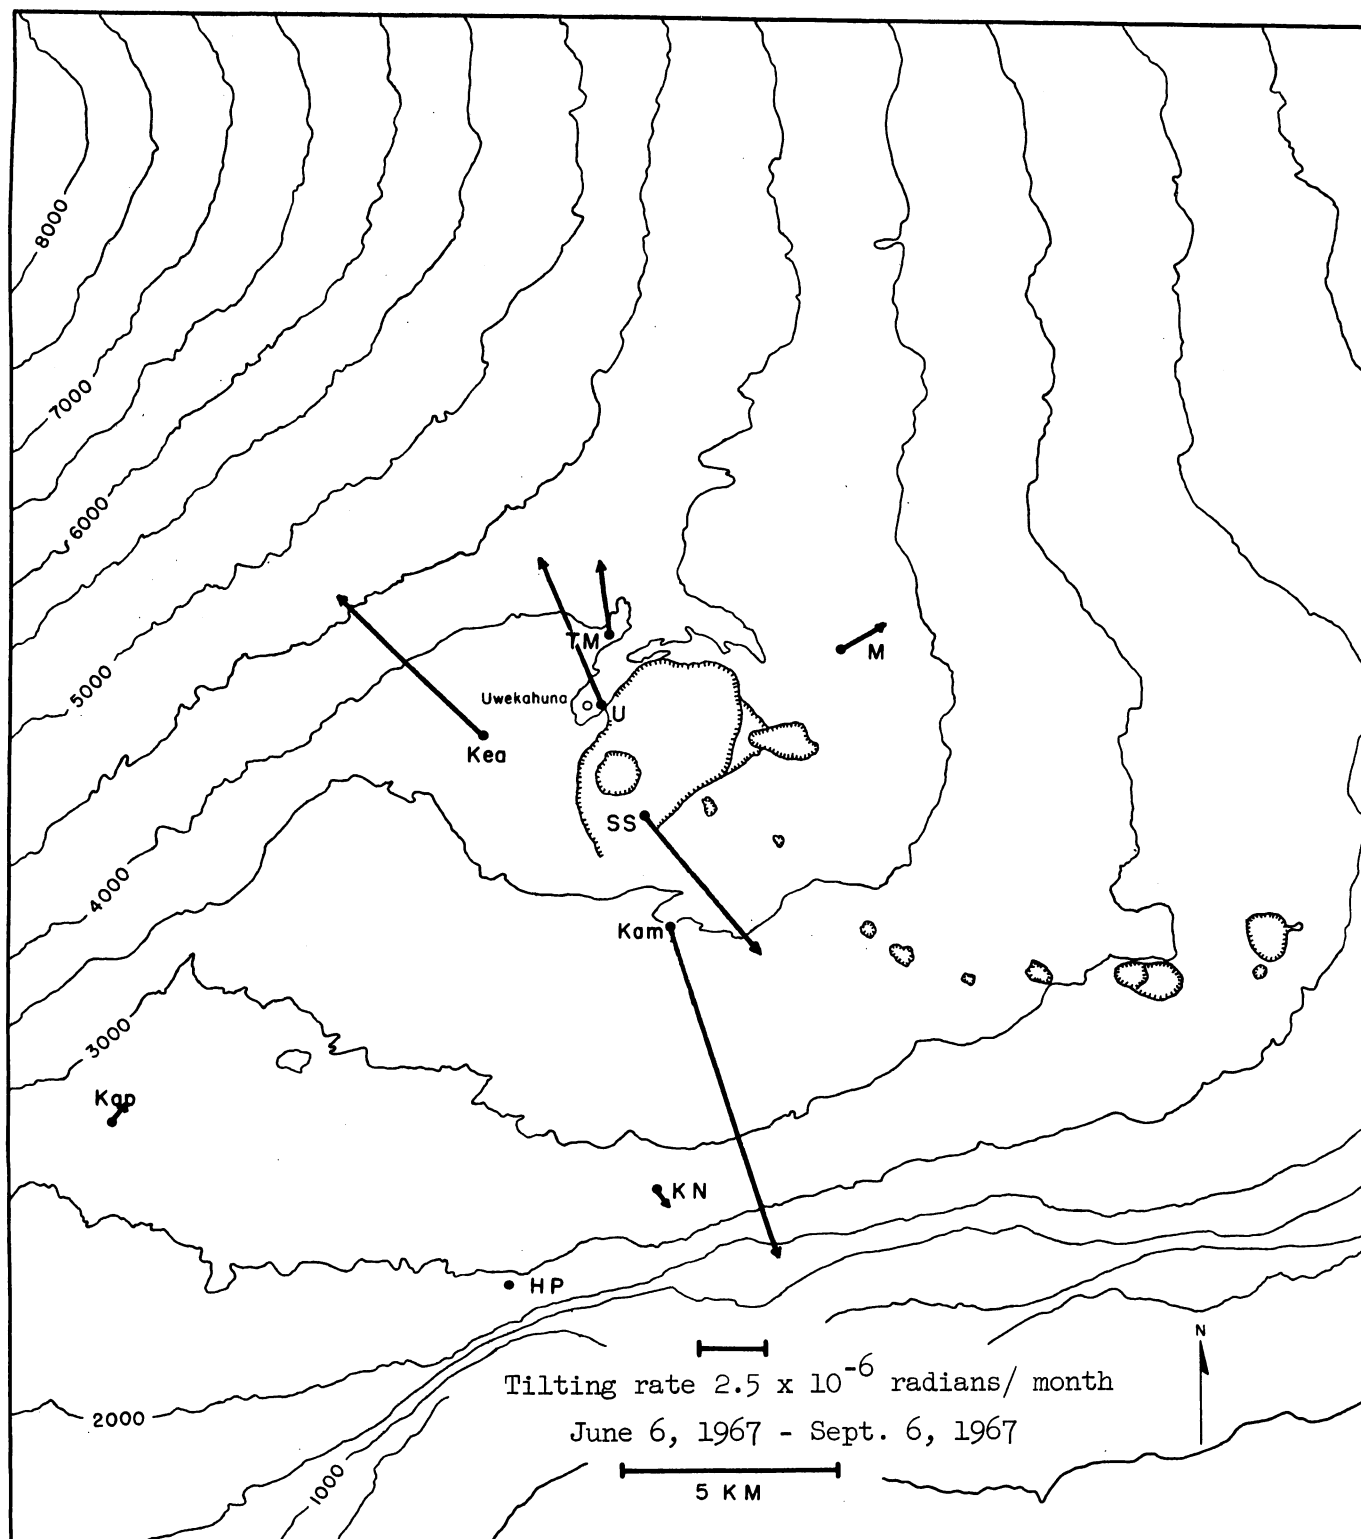 8000
7000
6000
5000
4000
3000
TM
M
Uwekahuna
U
Kea
SS
Kam
Kap
KN
HP
N
Tilting rate 2.5 x 10⁻⁶ radians/ month
June 6, 1967 - Sept. 6, 1967
2000
1000
5 KM